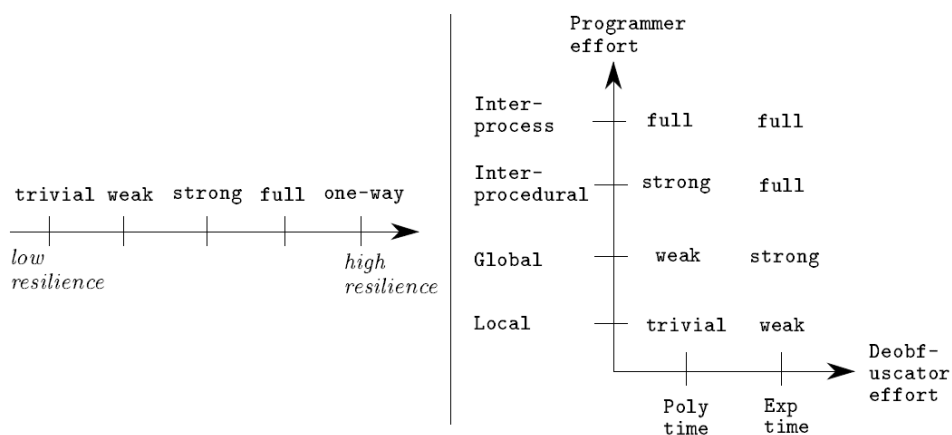 trivial weak strong full one-way
low
resilience
high
resilience
Programmer
effort
Inter-
process
full full
Inter-
procedural
strong full
Global weak strong
Local trivial weak
Deobf-
uscator
effort
Poly
time
Exp
time